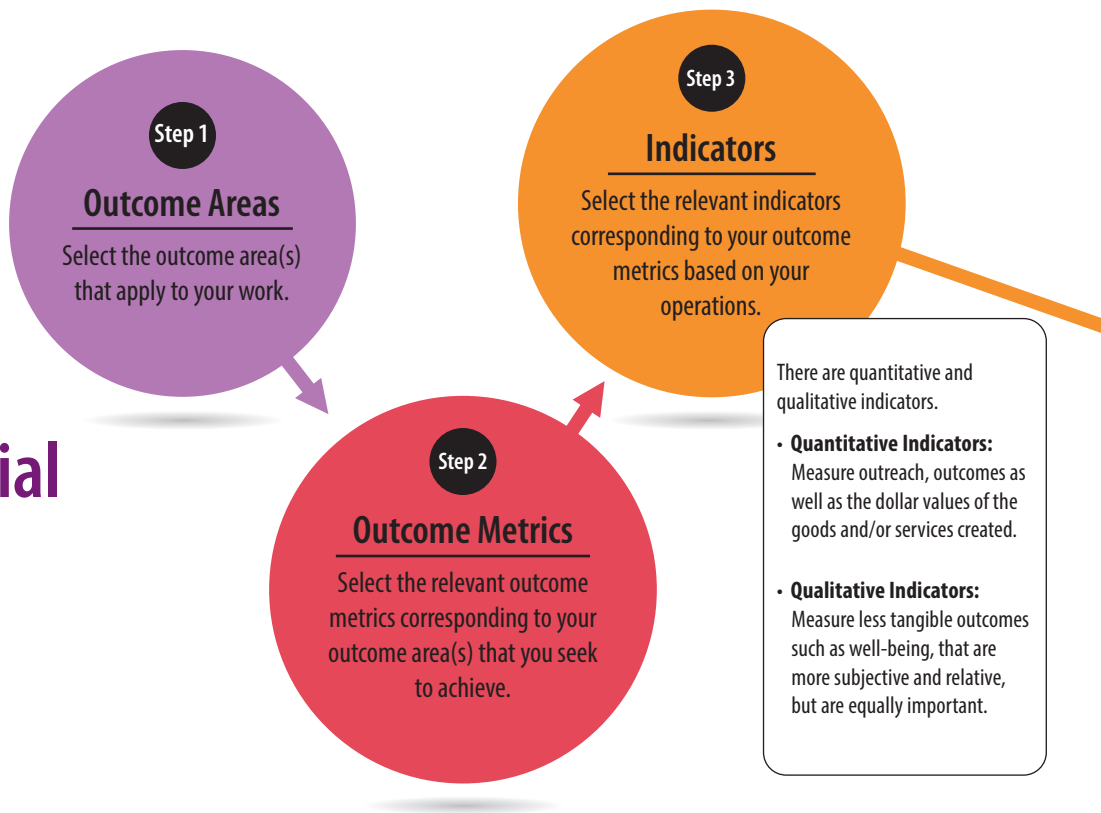 Step 1
Outcome Areas
Select the outcome area(s)
that apply to your work.
ial
Step 2
Outcome Metrics
Select the relevant outcome
metrics corresponding to your
outcome area(s) that you seek
to achieve.
Step 3
Indicators
Select the relevant indicators
corresponding to your outcome
metrics based on your
operations.
There are quantitative and
qualitative indicators.
• Quantitative Indicators:
Measure outreach, outcomes as
well as the dollar values of the
goods and/or services created.
• Qualitative Indicators:
Measure less tangible outcomes
such as well-being, that are
more subjective and relative,
but are equally important.